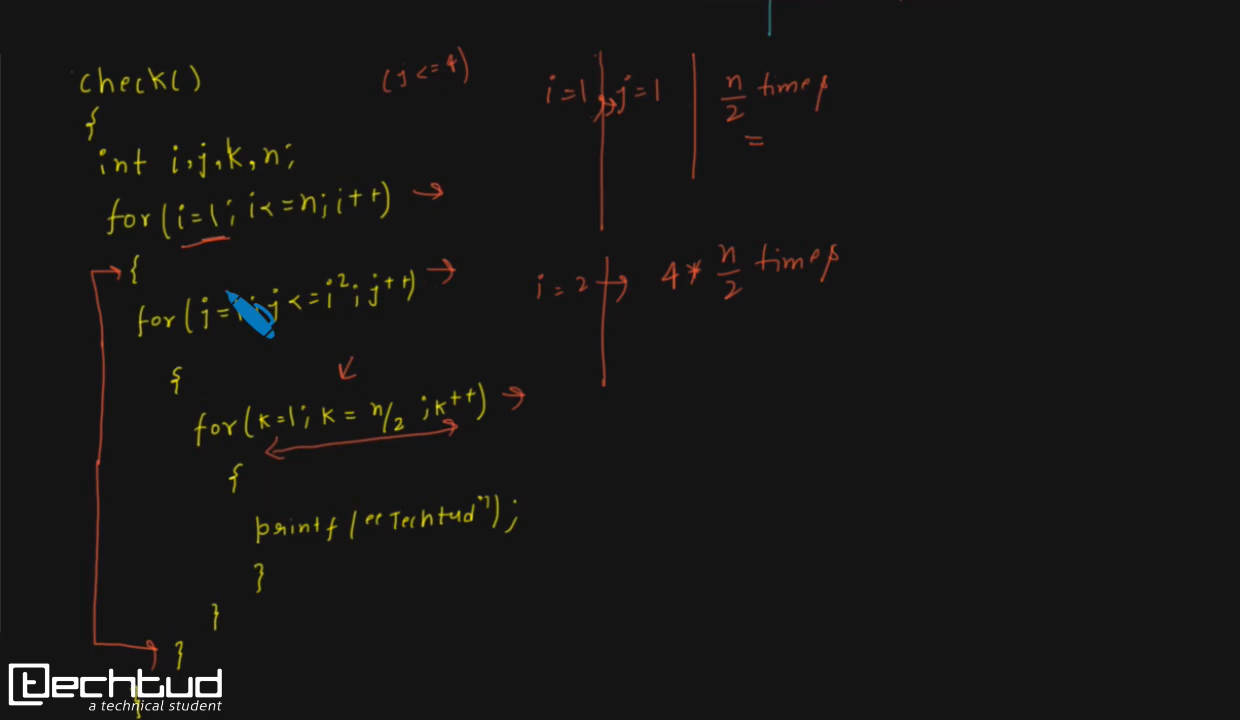 check()
(j <= 4)
i=1
j=1
n/2 times
=
{
int i,j,k,n;
for(i=1; i<=n; i++)
{
for(j= j<=i²; j++)
i=2
4 * n/2 times
{
for(k=1; k = n/2 ; k++)
{
printf("Techtud");
}
}
}
}
techtud
a technical student